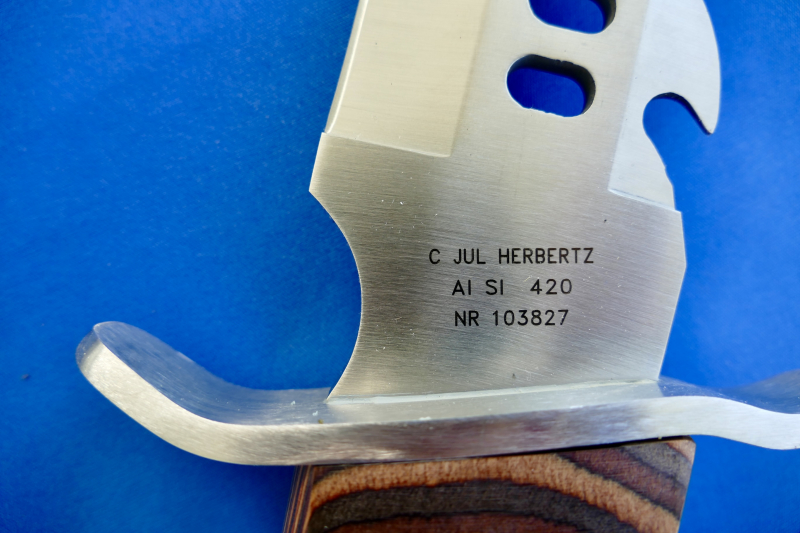 C JUL HERBERTZ
AI SI 420
NR 103827